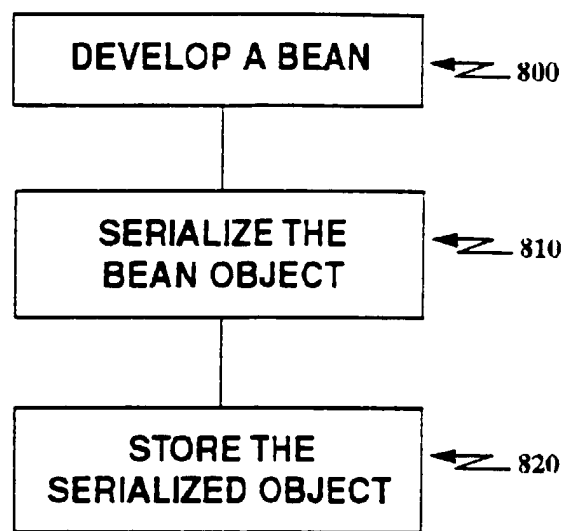 DEVELOP A BEAN
800
SERIALIZE THE
BEAN OBJECT
810
STORE THE
SERIALIZED OBJECT
820